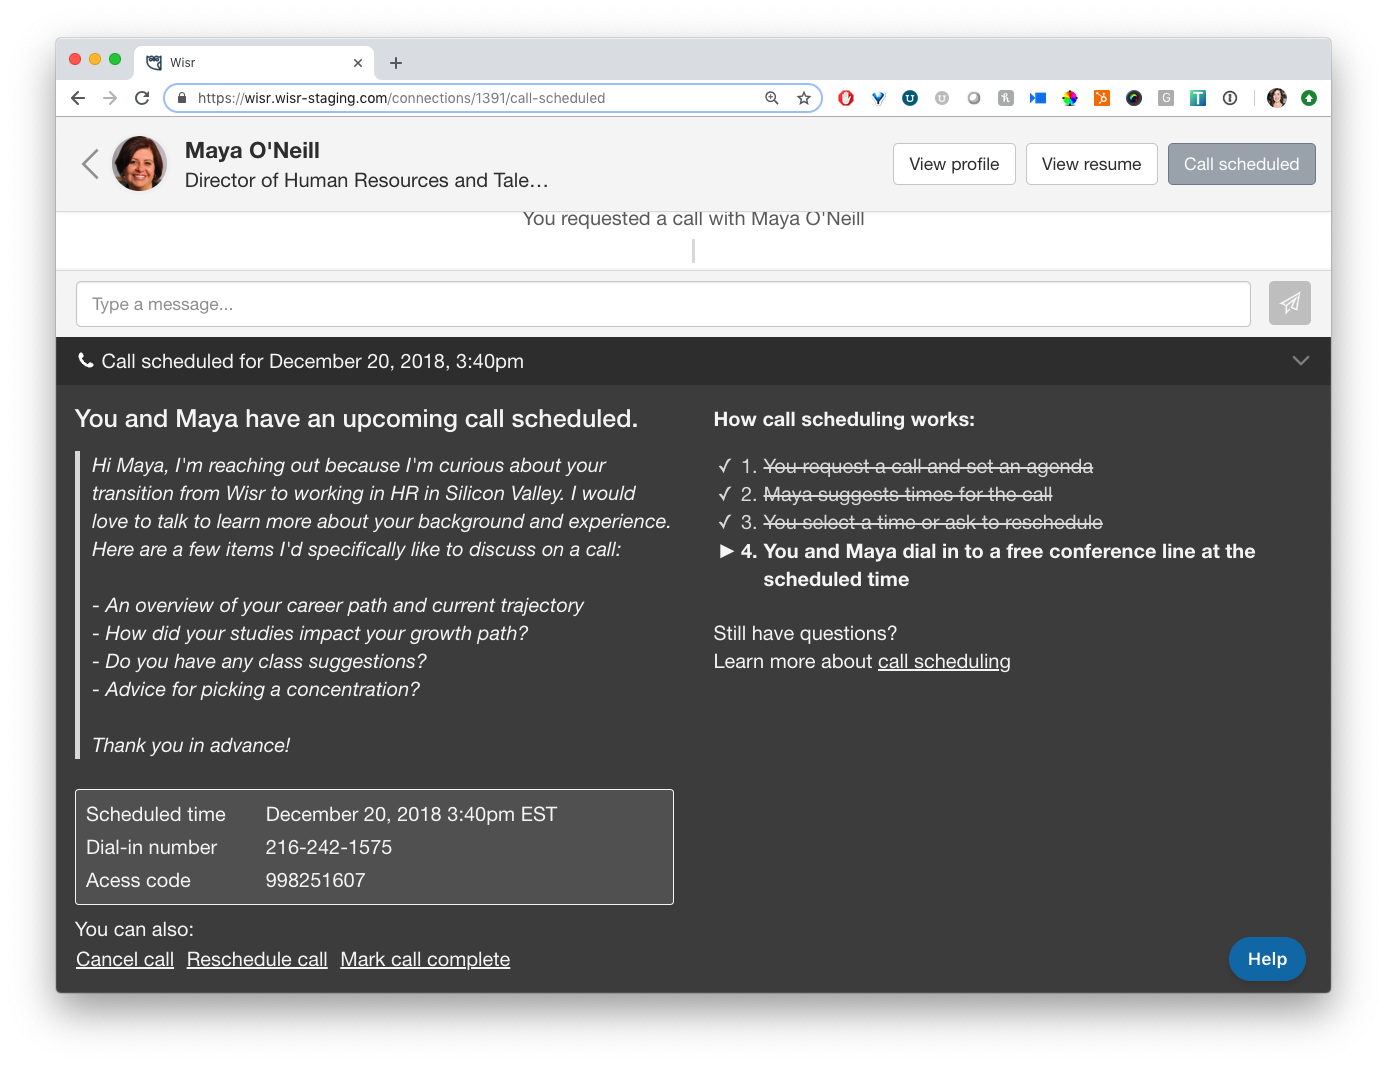 Wisr
https://wisr.wisr-staging.com/connections/1391/call-scheduled
Maya O'Neill
Director of Human Resources and Tale...
View profile
View resume
Call scheduled
You requested a call with Maya O'Neill
Type a message...
Call scheduled for December 20, 2018, 3:40pm
You and Maya have an upcoming call scheduled.
Hi Maya, I'm reaching out because I'm curious about your
transition from Wisr to working in HR in Silicon Valley. I would
love to talk to learn more about your background and experience.
Here are a few items I'd specifically like to discuss on a call:
- An overview of your career path and current trajectory
- How did your studies impact your growth path?
- Do you have any class suggestions?
- Advice for picking a concentration?
Thank you in advance!
Scheduled time December 20, 2018 3:40pm EST
Dial-in number 216-242-1575
Acess code 998251607
You can also:
Cancel call Reschedule call Mark call complete
How call scheduling works:
✓ 1. You request a call and set an agenda
✓ 2. Maya suggests times for the call
✓ 3. You select a time or ask to reschedule
▶ 4. You and Maya dial in to a free conference line at the
scheduled time
Still have questions?
Learn more about call scheduling
Help